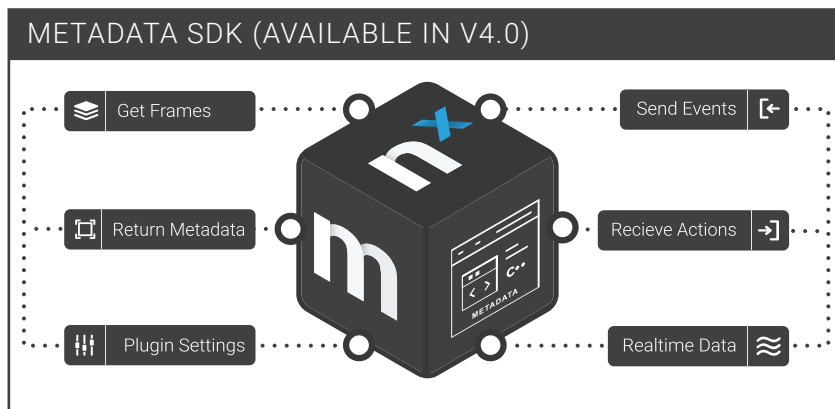 METADATA SDK (AVAILABLE IN V4.0)
Get Frames
Send Events
nx
m
Return Metadata
Recieve Actions
C++
< >
METADATA
Plugin Settings
Realtime Data